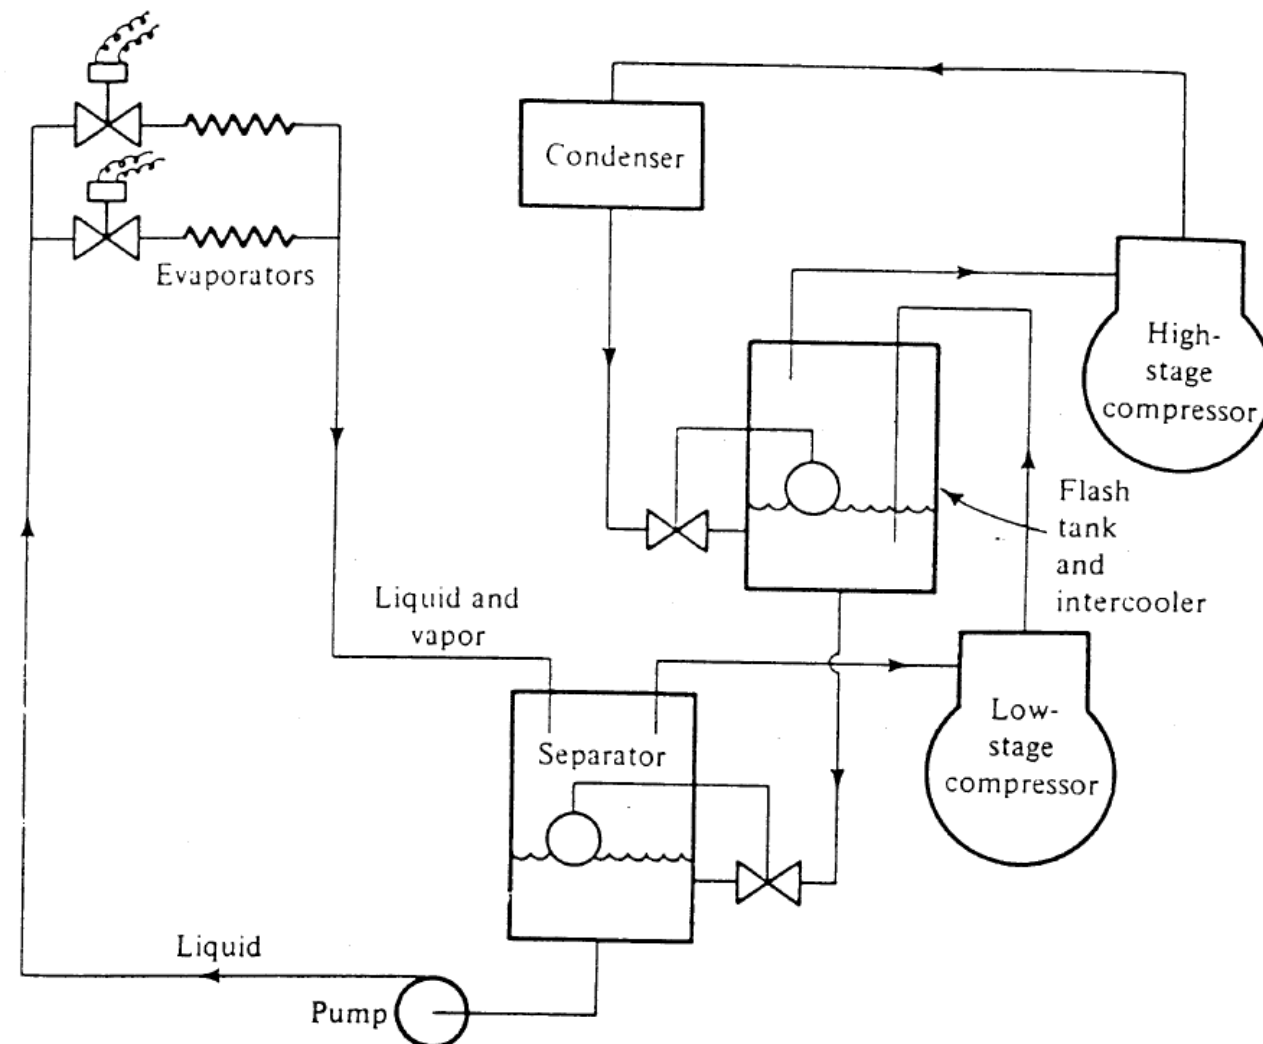 Condenser
Evaporators
High-
stage
compressor
Flash
tank
and
intercooler
Liquid and
vapor
Low-
stage
compressor
Separator
Liquid
Pump